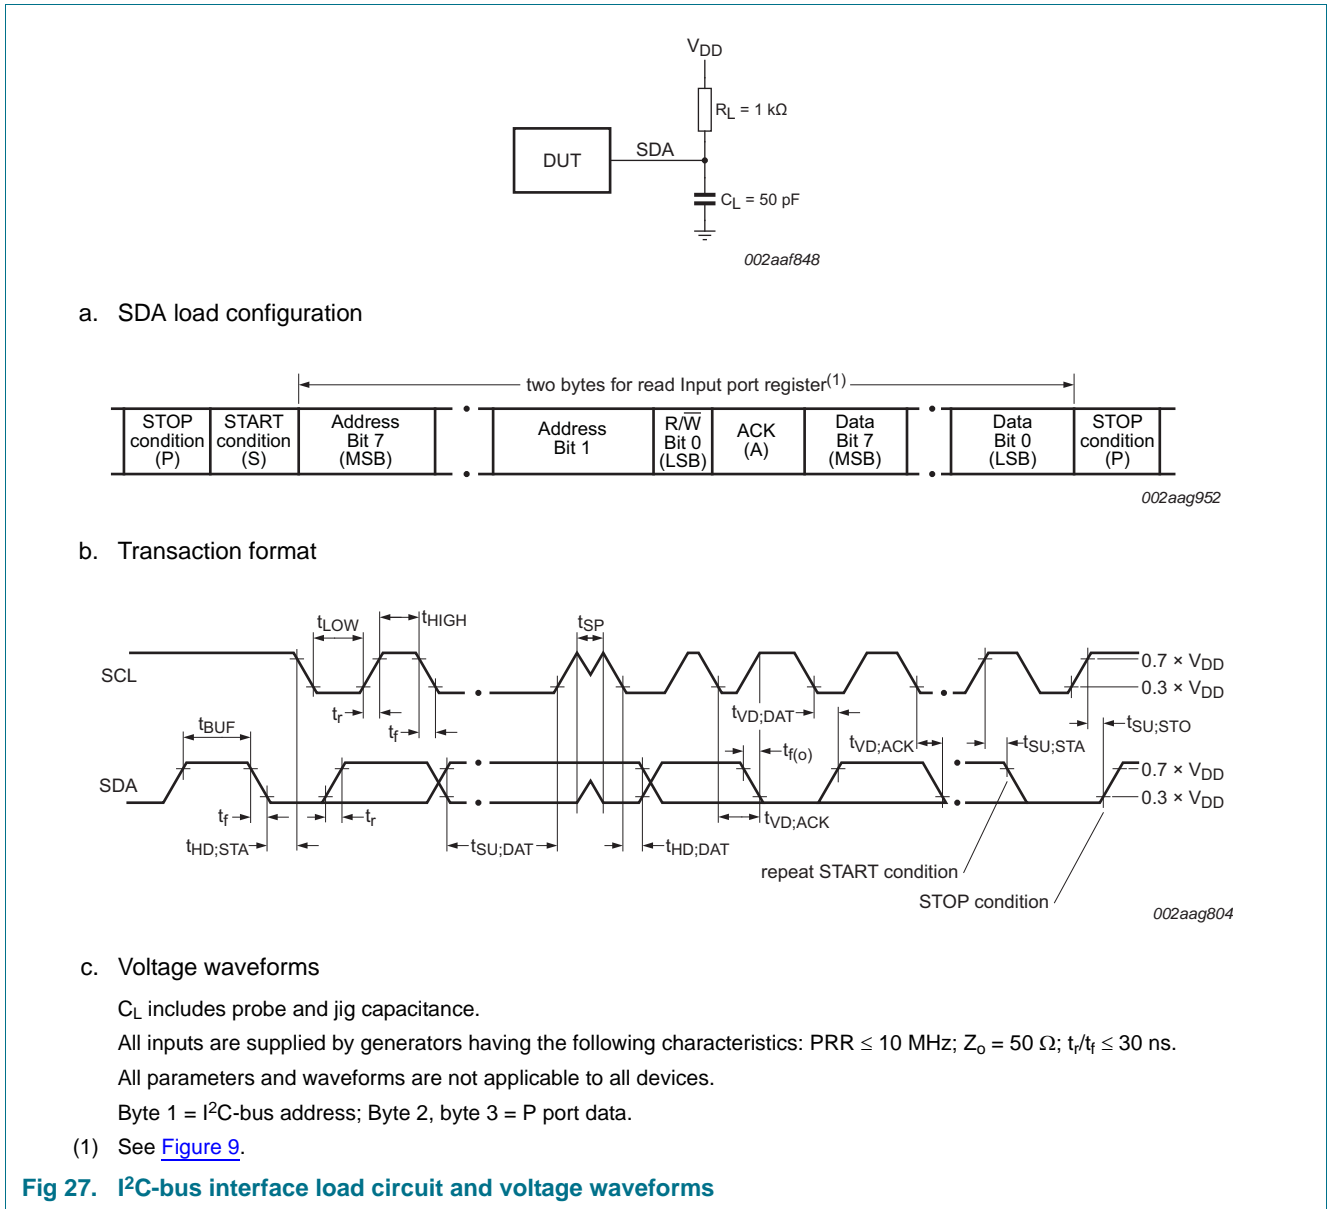 VDD
RL = 1 kΩ
DUT
SDA
CL = 50 pF
002aaf848
a. SDA load configuration
two bytes for read Input port register(1)
STOP condition (P)
START condition (S)
Address Bit 7 (MSB)
Address Bit 1
R/W̅ Bit 0 (LSB)
ACK (A)
Data Bit 7 (MSB)
Data Bit 0 (LSB)
STOP condition (P)
002aag952
b. Transaction format
tLOW
tHIGH
tSP
SCL
0.7 × VDD
0.3 × VDD
tr
tf
tBUF
tVD;DAT
tf(o)
tVD;ACK
tSU;STA
tSU;STO
SDA
0.7 × VDD
0.3 × VDD
tf
tr
tVD;ACK
tHD;STA
tSU;DAT
tHD;DAT
repeat START condition
STOP condition
002aag804
c. Voltage waveforms
CL includes probe and jig capacitance.
All inputs are supplied by generators having the following characteristics: PRR ≤ 10 MHz; Zo = 50 Ω; tr/tf ≤ 30 ns.
All parameters and waveforms are not applicable to all devices.
Byte 1 = I2C-bus address; Byte 2, byte 3 = P port data.
(1) See Figure 9.
Fig 27. I2C-bus interface load circuit and voltage waveforms